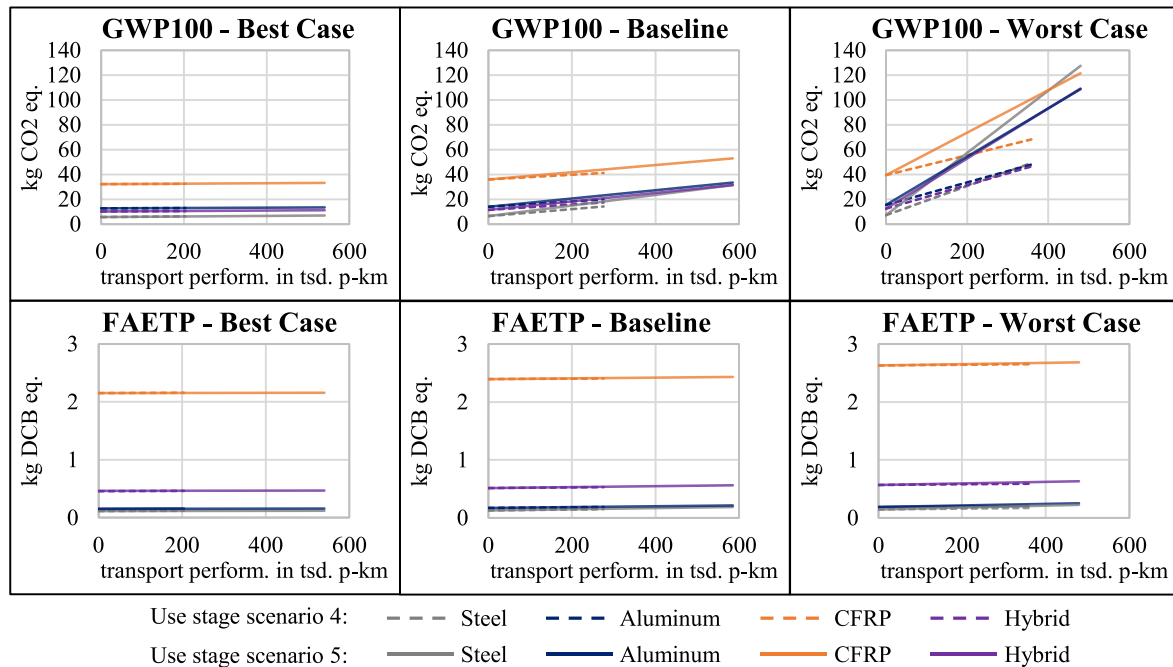 GWP100 - Best Case
140
120
100
80
60
40
20
0
kg CO2 eq.
0 200 400 600
transport perform. in tsd. p-km
GWP100 - Baseline
140
120
100
80
60
40
20
0
kg CO2 eq.
0 200 400 600
transport perform. in tsd. p-km
GWP100 - Worst Case
140
120
100
80
60
40
20
0
kg CO2 eq.
0 200 400 600
transport perform. in tsd. p-km
FAETP - Best Case
3
2
1
0
kg DCB eq.
0 200 400 600
transport perform. in tsd. p-km
FAETP - Baseline
3
2
1
0
kg DCB eq.
0 200 400 600
transport perform. in tsd. p-km
FAETP - Worst Case
3
2
1
0
kg DCB eq.
0 200 400 600
transport perform. in tsd. p-km
Use stage scenario 4: Steel Aluminum CFRP Hybrid
Use stage scenario 5: Steel Aluminum CFRP Hybrid